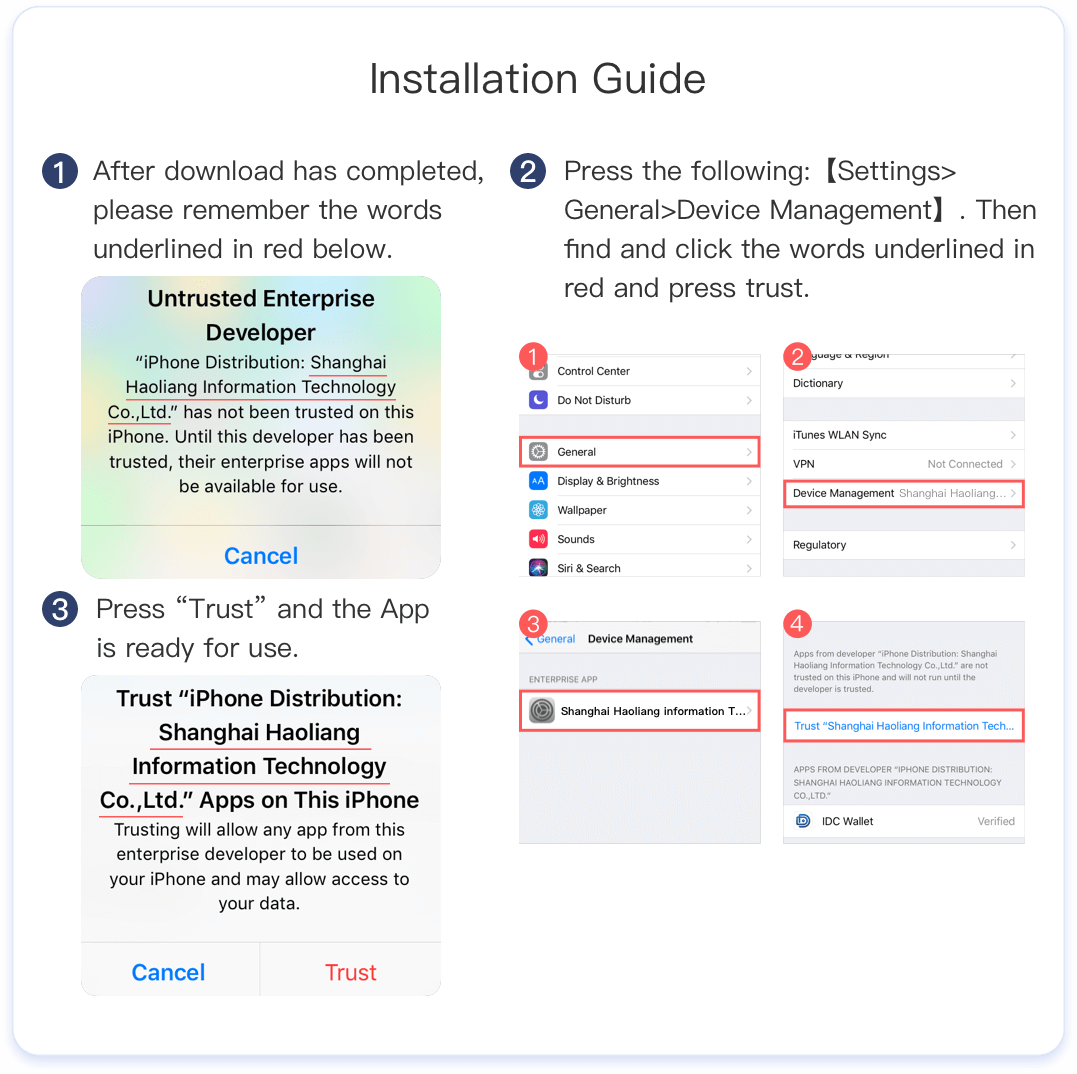 Installation Guide
1 After download has completed,
please remember the words
underlined in red below.
Untrusted Enterprise
Developer
“iPhone Distribution: Shanghai
Haoliang Information Technology
Co.,Ltd.” has not been trusted on this
iPhone. Until this developer has been
trusted, their enterprise apps will not
be available for use.
Cancel
2 Press the following:【Settings>
General>Device Management】. Then
find and click the words underlined in
red and press trust.
1
Control Center
Do Not Disturb
General
Display & Brightness
Wallpaper
Sounds
Siri & Search
2
guage & Region
Dictionary
iTunes WLAN Sync
VPN Not Connected
Device Management Shanghai Haoliang...
Regulatory
3
General Device Management
ENTERPRISE APP
Shanghai Haoliang information T...
4
Apps from developer “iPhone Distribution: Shanghai
Haoliang Information Technology Co.,Ltd.” are not
trusted on this iPhone and will not run until the
developer is trusted.
Trust “Shanghai Haoliang Information Tech...
APPS FROM DEVELOPER “IPHONE DISTRIBUTION:
SHANGHAI HAOLIANG INFORMATION TECHNOLOGY
CO.,LTD.”
IDC Wallet Verified
3 Press “Trust” and the App
is ready for use.
Trust “iPhone Distribution:
Shanghai Haoliang
Information Technology
Co.,Ltd.” Apps on This iPhone
Trusting will allow any app from this
enterprise developer to be used on
your iPhone and may allow access to
your data.
Cancel Trust